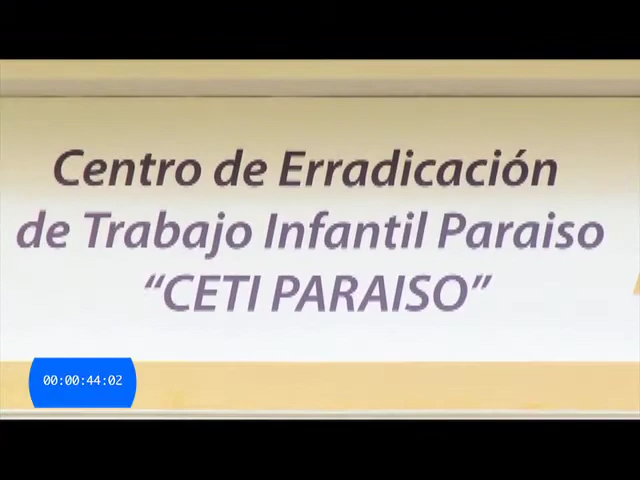 Centro de Erradicación
de Trabajo Infantil Paraiso
“CETI PARAISO”
00:00:44:02